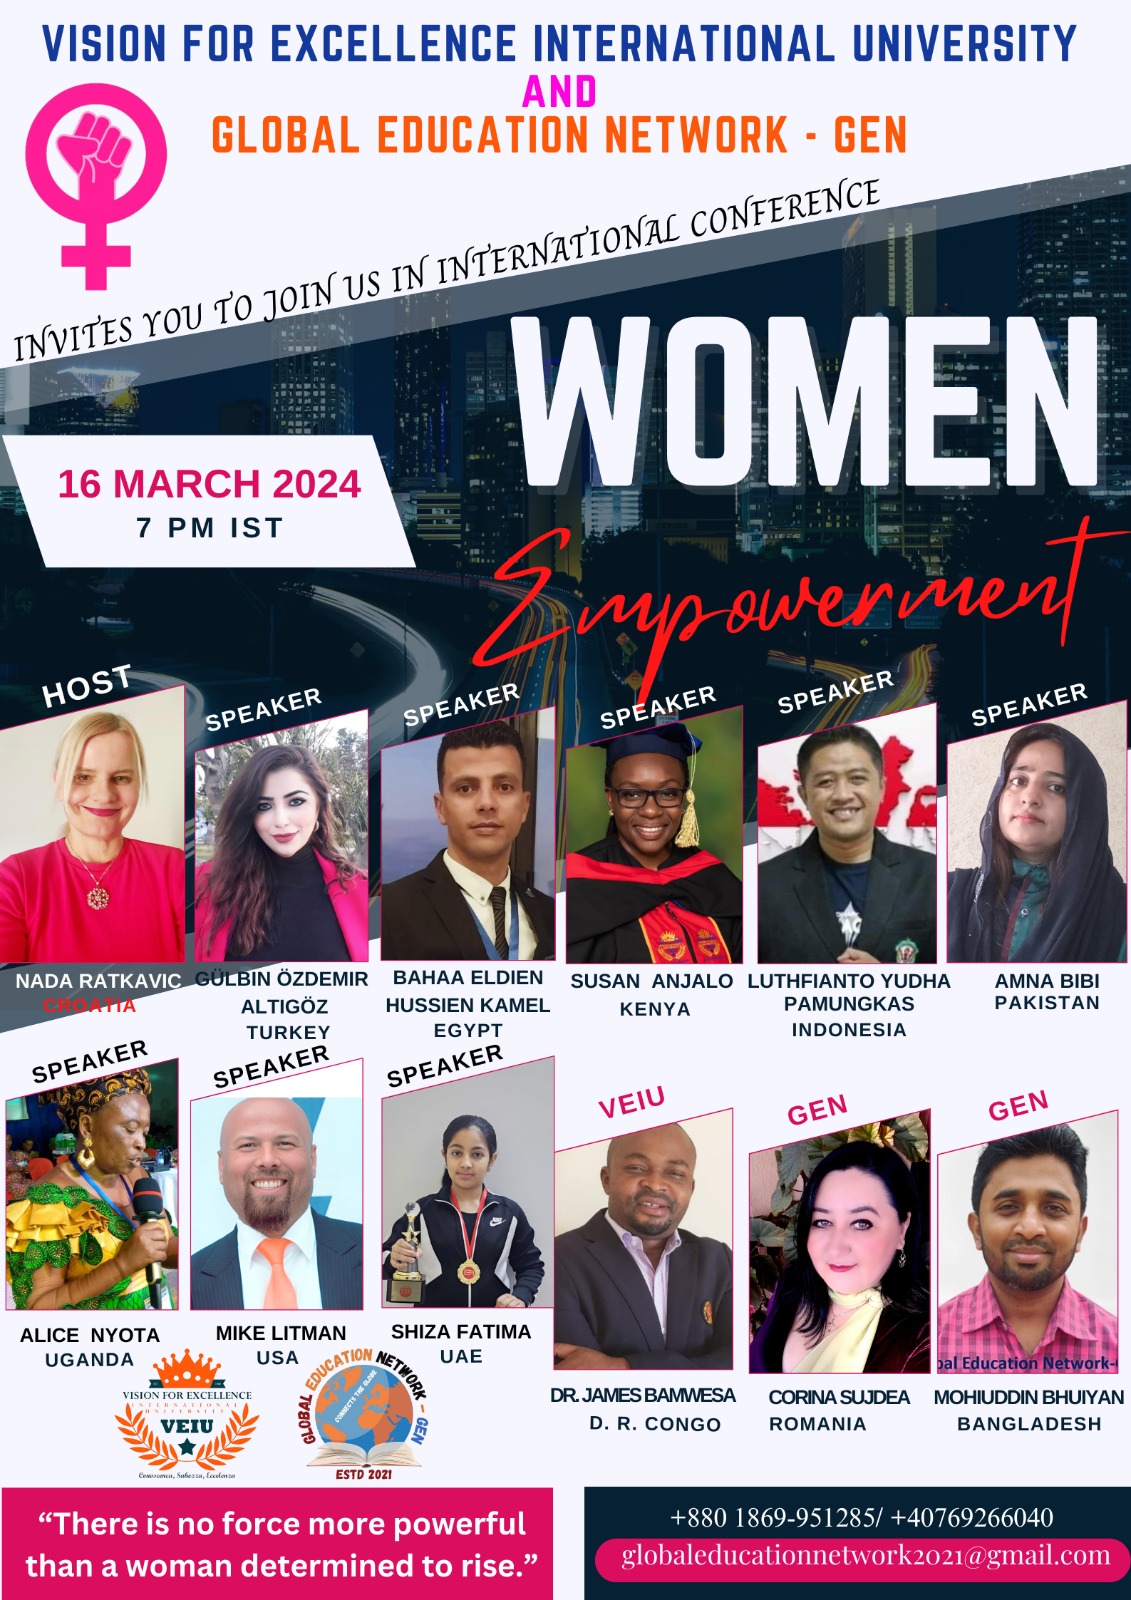 VISION FOR EXCELLENCE INTERNATIONAL UNIVERSITY
AND
GLOBAL EDUCATION NETWORK - GEN
INVITES YOU TO JOIN US IN INTERNATIONAL CONFERENCE
WOMEN
Empowerment
16 MARCH 2024
7 PM IST
HOST
NADA RATKAVIC
CROATIA
SPEAKER
GÜLBIN ÖZDEMIR
ALTIGÖZ
TURKEY
SPEAKER
BAHAA ELDIEN
HUSSIEN KAMEL
EGYPT
SPEAKER
SUSAN ANJALO
KENYA
SPEAKER
LUTHFIANTO YUDHA
PAMUNGKAS
INDONESIA
SPEAKER
AMNA BIBI
PAKISTAN
SPEAKER
ALICE NYOTA
UGANDA
SPEAKER
MIKE LITMAN
USA
SPEAKER
SHIZA FATIMA
UAE
VEIU
DR. JAMES BAMWESA
D. R. CONGO
GEN
CORINA SUJDEA
ROMANIA
GEN
bal Education Network-
MOHIUDDIN BHUIYAN
BANGLADESH
VISION FOR EXCELLENCE
INTERNATIONAL
UNIVERSITY
VEIU
GLOBAL EDUCATION NETWORK - GEN
CONNECTS THE GLOBE
ESTD 2021
“There is no force more powerful
than a woman determined to rise.”
+880 1869-951285/ +40769266040
globaleducationnetwork2021@gmail.com